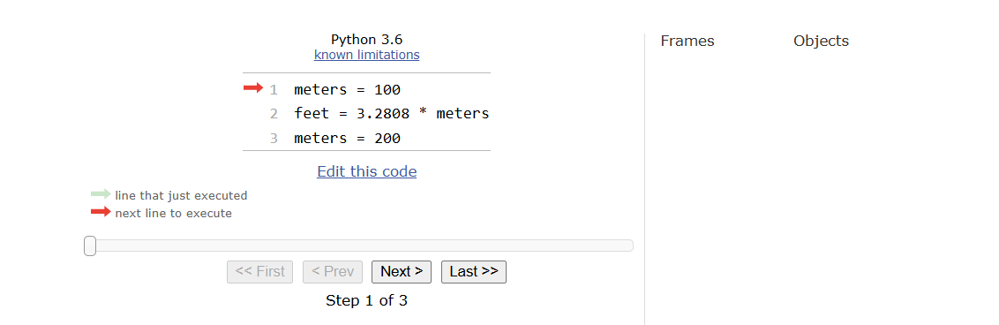 Python 3.6
known limitations
1 meters = 100
2 feet = 3.2808 * meters
3 meters = 200
Edit this code
line that just executed
next line to execute
<< First < Prev Next > Last >>
Step 1 of 3
Frames Objects